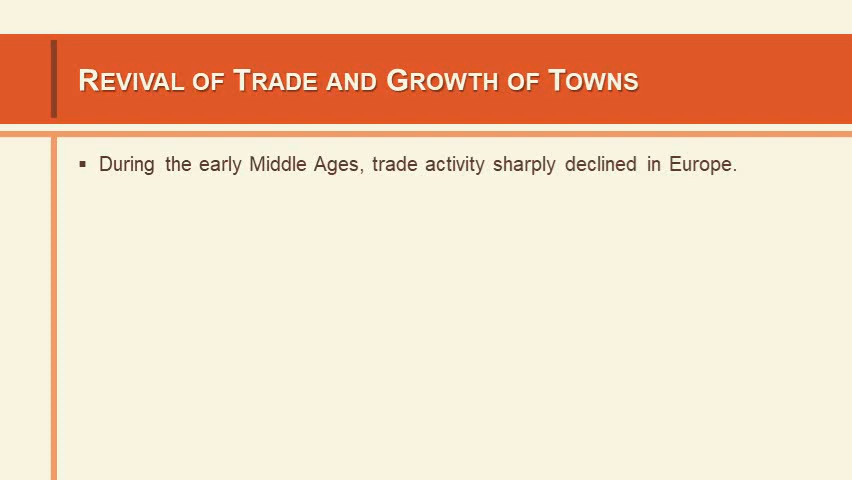 Revival of Trade and Growth of Towns
▪ During the early Middle Ages, trade activity sharply declined in Europe.